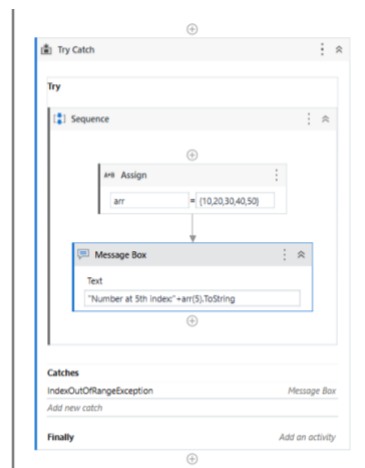 Try Catch
Try
Sequence
A+B Assign
arr = {10,20,30,40,50}
Message Box
Text
"Number at 5th index:"+arr(5).ToString
Catches
IndexOutOfRangeException Message Box
Add new catch
Finally Add an activity